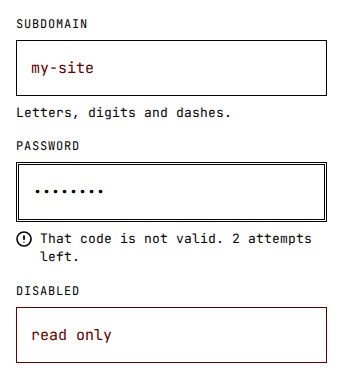 SUBDOMAIN
my-site
Letters, digits and dashes.
PASSWORD
••••••••
That code is not valid. 2 attempts
left.
DISABLED
read only